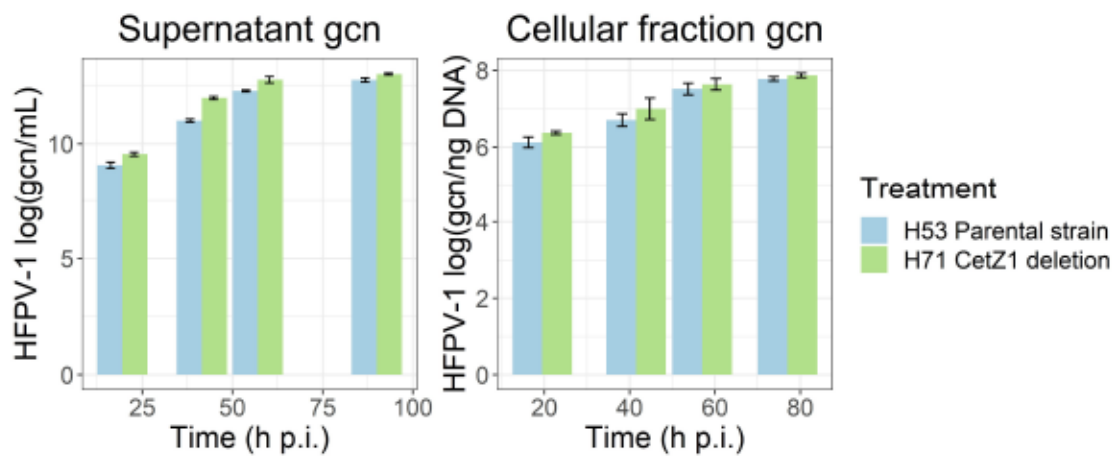 Supernatant gcn
HFPV-1 log(gcn/mL)
10
5
0
25 50 75 100
Time (h p.i.)
Cellular fraction gcn
HFPV-1 log(gcn/ng DNA)
8
6
4
2
0
20 40 60 80
Time (h p.i.)
Treatment
H53 Parental strain
H71 CetZ1 deletion